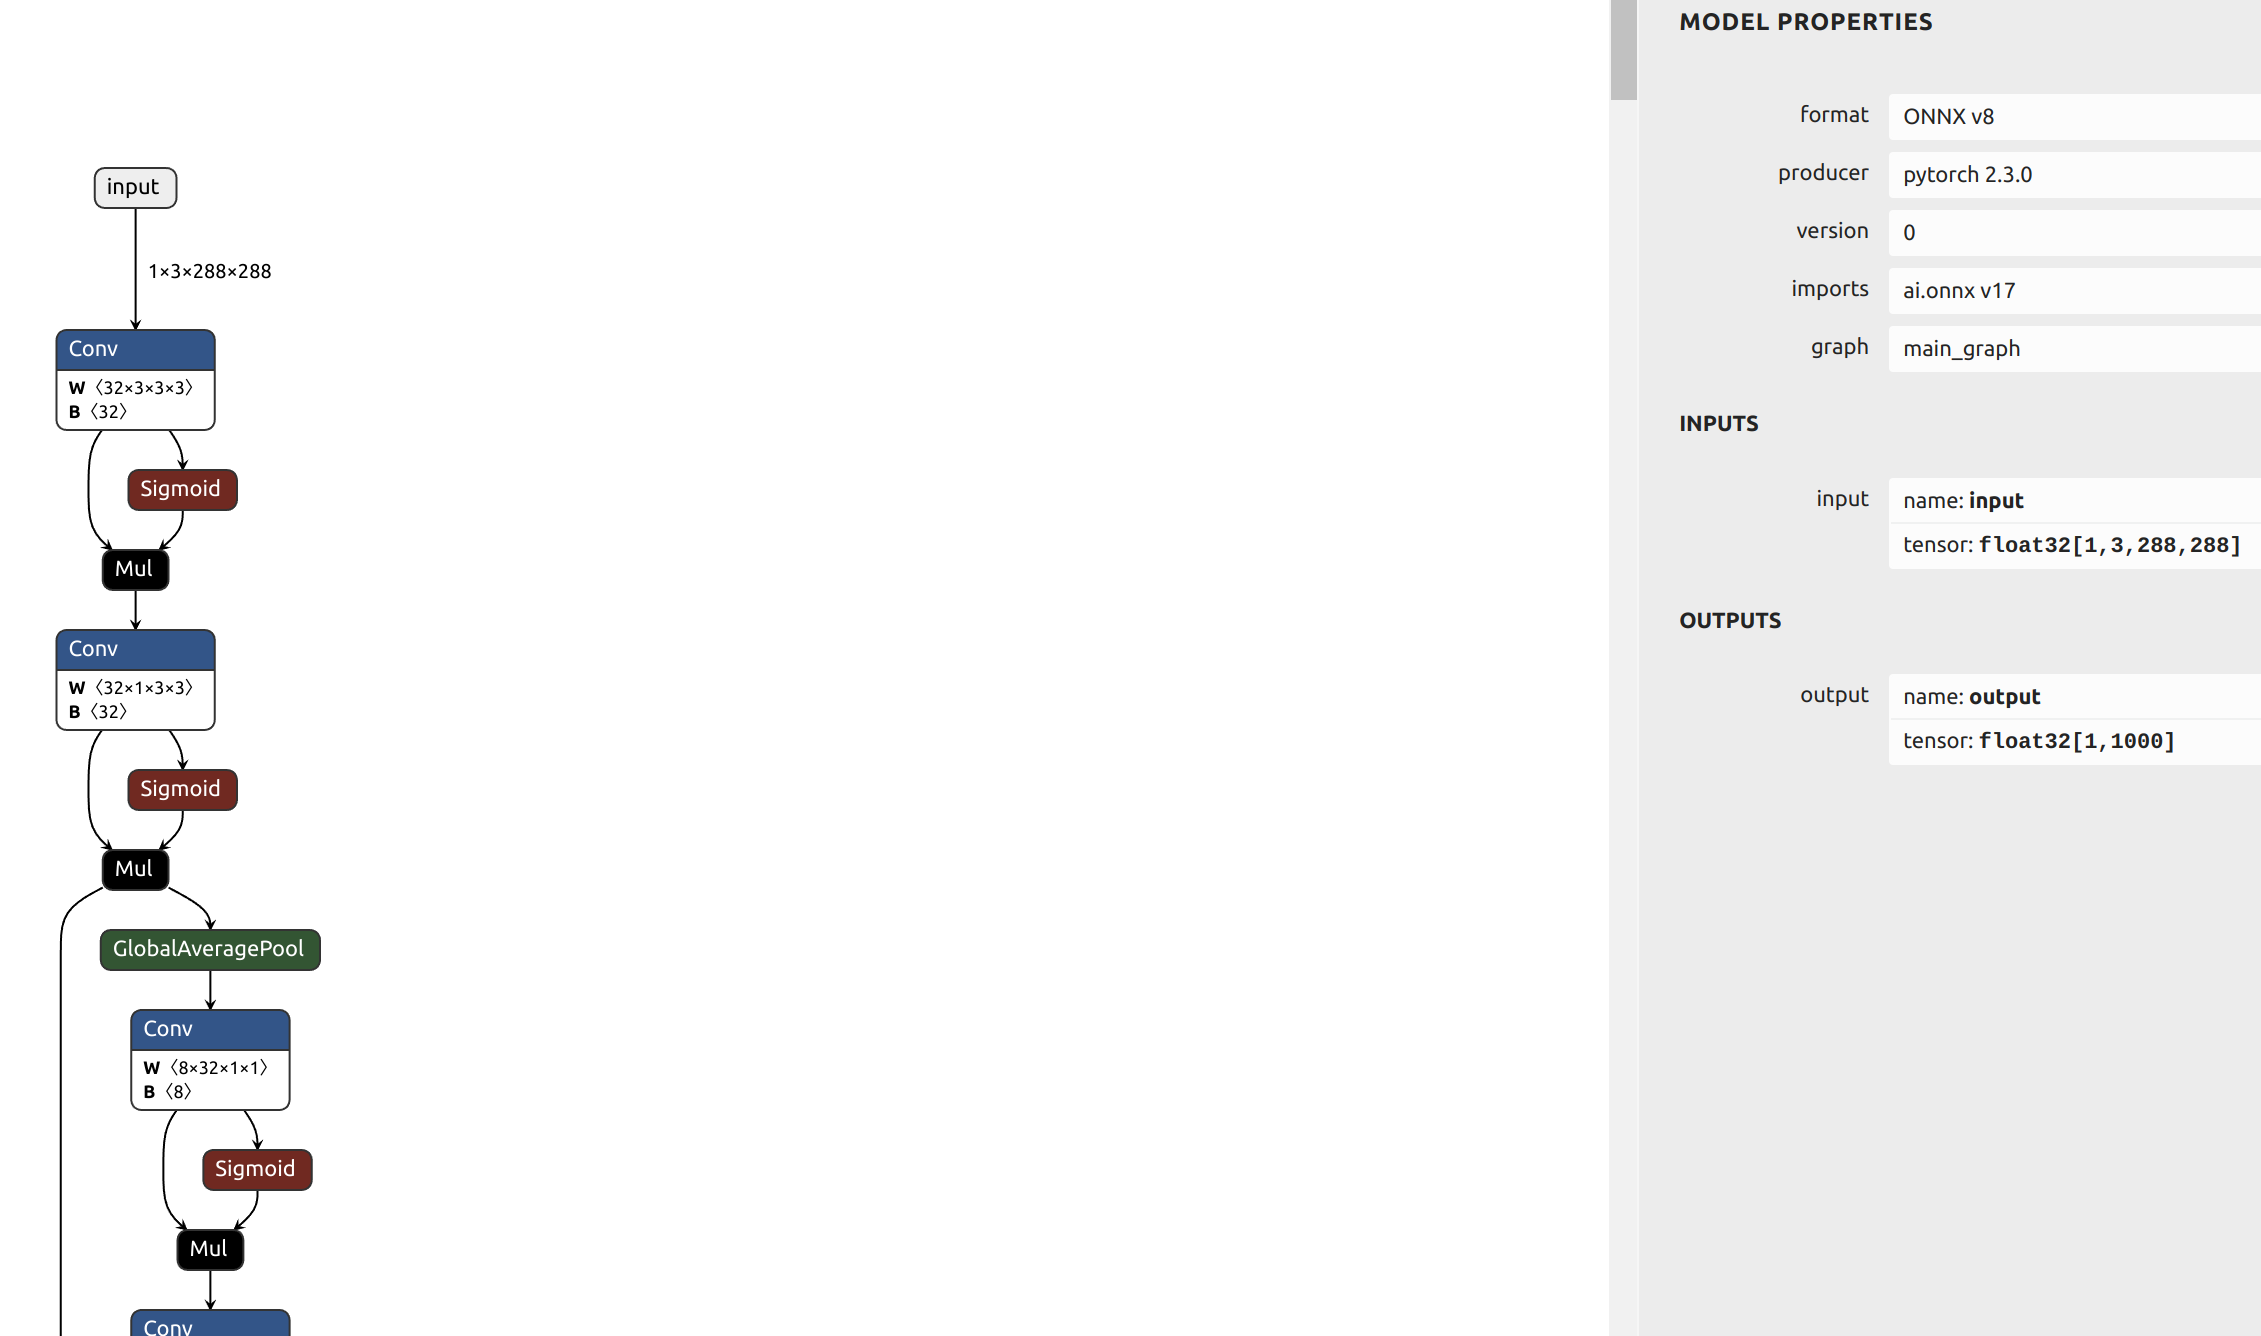 input
1×3×288×288
Conv
W 〈32×3×3×3〉
B 〈32〉
Sigmoid
Mul
Conv
W 〈32×1×3×3〉
B 〈32〉
Sigmoid
Mul
GlobalAveragePool
Conv
W 〈8×32×1×1〉
B 〈8〉
Sigmoid
Mul
Conv
MODEL PROPERTIES
format ONNX v8
producer pytorch 2.3.0
version 0
imports ai.onnx v17
graph main_graph
INPUTS
input name: input
tensor: float32[1,3,288,288]
OUTPUTS
output name: output
tensor: float32[1,1000]